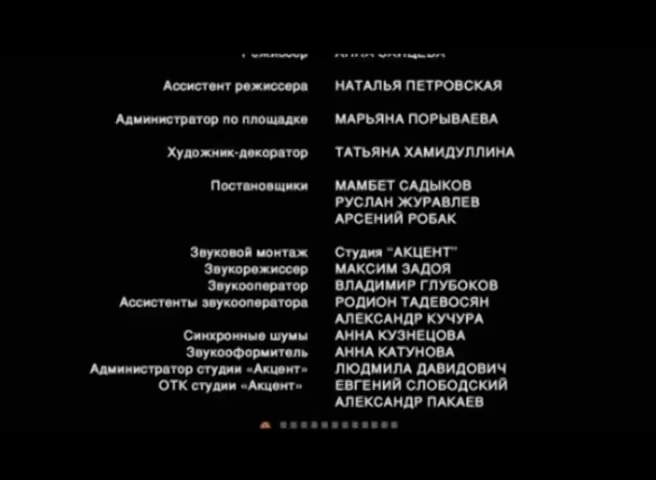 Ассистент режиссера НАТАЛЬЯ ПЕТРОВСКАЯ
Администратор по площадке МАРЬЯНА ПОРЫВАЕВА
Художник-декоратор ТАТЬЯНА ХАМИДУЛЛИНА
Постановщики МАМБЕТ САДЫКОВ
РУСЛАН ЖУРАВЛЕВ
АРСЕНИЙ РОБАК
Звуковой монтаж Студия "АКЦЕНТ"
Звукорежиссер МАКСИМ ЗАДОЯ
Звукооператор ВЛАДИМИР ГЛУБОКОВ
Ассистенты звукооператора РОДИОН ТАДЕВОСЯН
АЛЕКСАНДР КУЧУРА
Синхронные шумы АННА КУЗНЕЦОВА
Звукооформитель АННА КАТУНОВА
Администратор студии «Акцент» ЛЮДМИЛА ДАВИДОВИЧ
ОТК студии «Акцент» ЕВГЕНИЙ СЛОБОДСКИЙ
АЛЕКСАНДР ПАКАЕВ